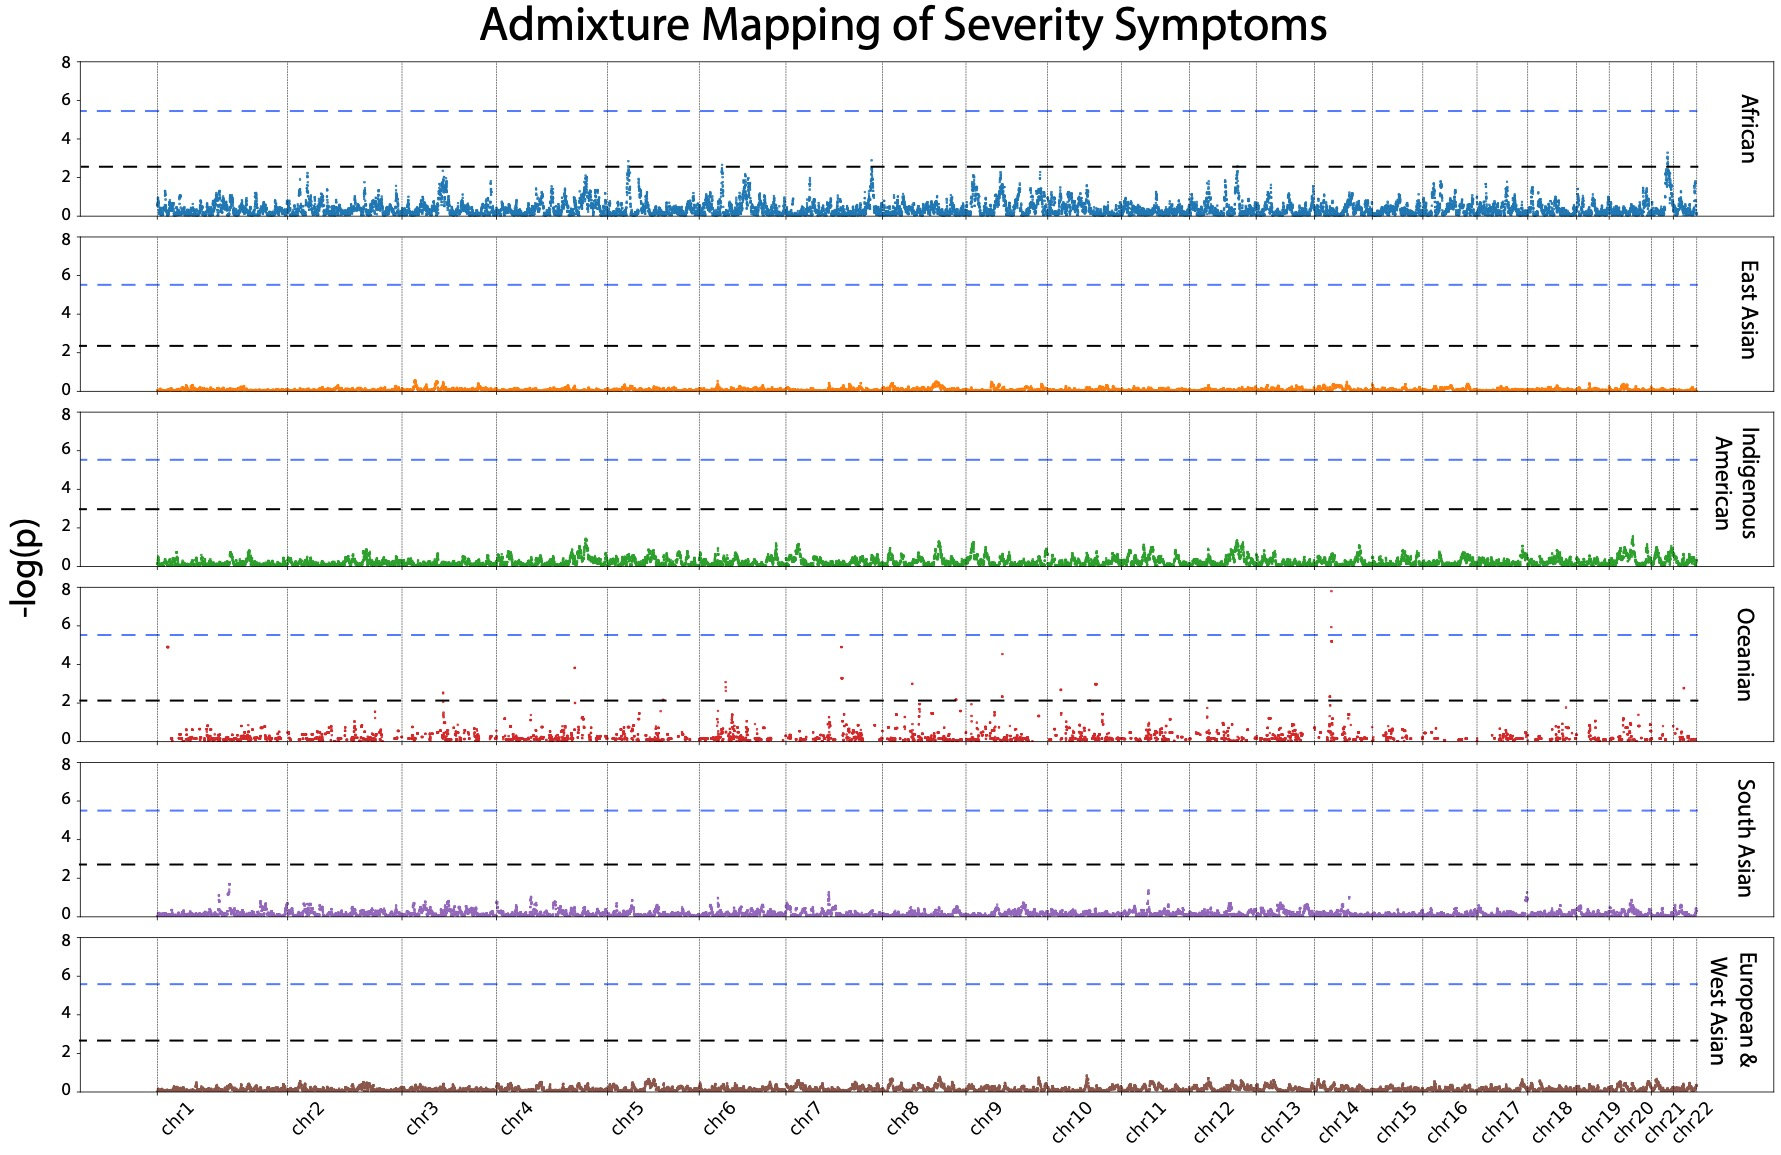 Admixture Mapping of Severity Symptoms
-log(p)
8
6
4
2
0
African
8
6
4
2
0
East Asian
8
6
4
2
0
Indigenous
American
8
6
4
2
0
Oceanian
8
6
4
2
0
South Asian
8
6
4
2
0
European &
West Asian
chr1 chr2 chr3 chr4 chr5 chr6 chr7 chr8 chr9 chr10 chr11 chr12 chr13 chr14 chr15 chr16 chr17 chr18 chr19 chr20 chr21 chr22